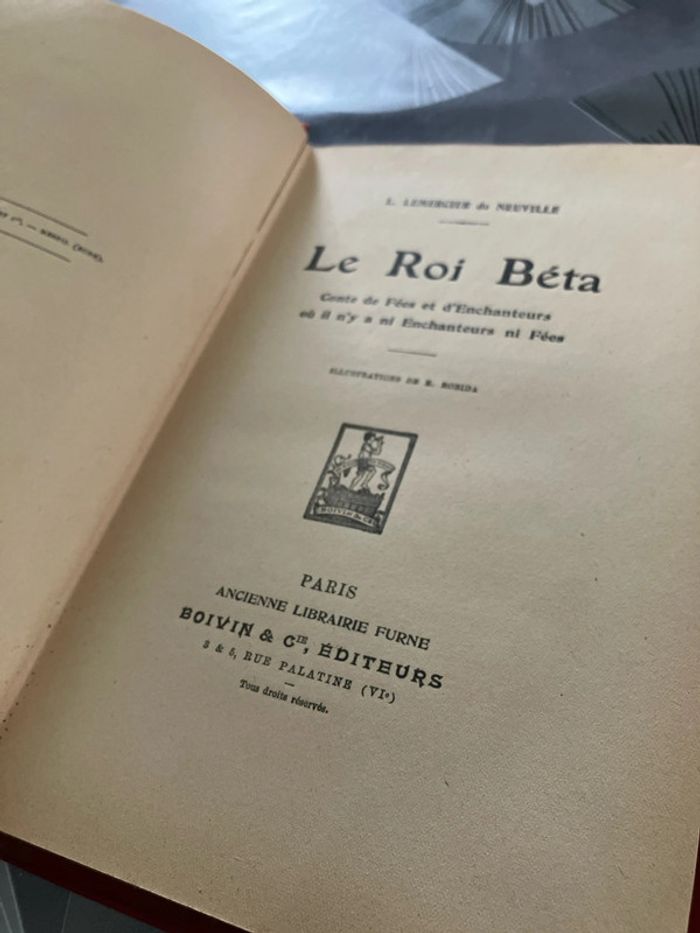 L. LEMERCIER de NEUVILLE
Le Roi Béta
Conte de Fées et d'Enchanteurs
où il n'y a ni Enchanteurs ni Fées
ILLUSTRATIONS DE A. ROBIDA
BOIVIN & Cie
PARIS
ANCIENNE LIBRAIRIE FURNE
BOIVIN & CIE, ÉDITEURS
3 & 5, RUE PALATINE (VIe)
Tous droits réservés.